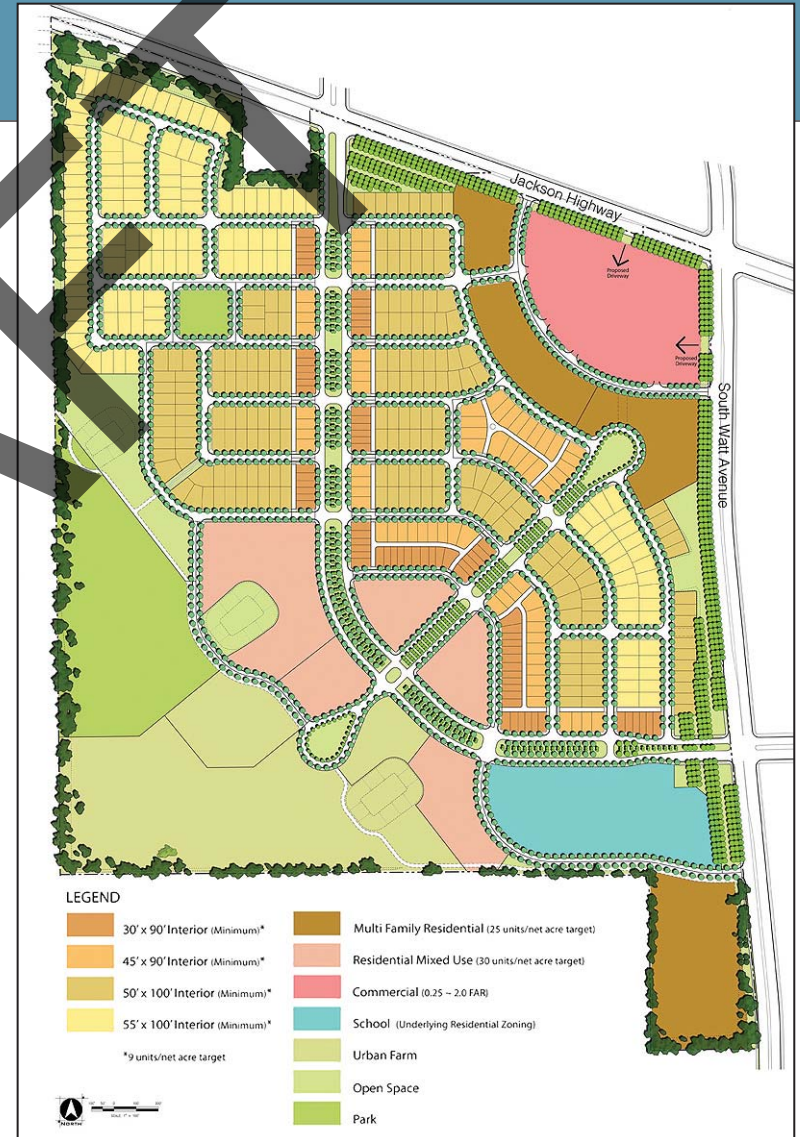 Jackson Highway
Proposed
Driveway
Proposed
Driveway
South Watt Avenue
LEGEND
30' x 90' Interior (Minimum)*
45' x 90' Interior (Minimum)*
50' x 100' Interior (Minimum)*
55' x 100' Interior (Minimum)*
*9 units/net acre target
Multi Family Residential (25 units/net acre target)
Residential Mixed Use (30 units/net acre target)
Commercial (0.25 ~ 2.0 FAR)
School (Underlying Residential Zoning)
Urban Farm
Open Space
Park
NORTH